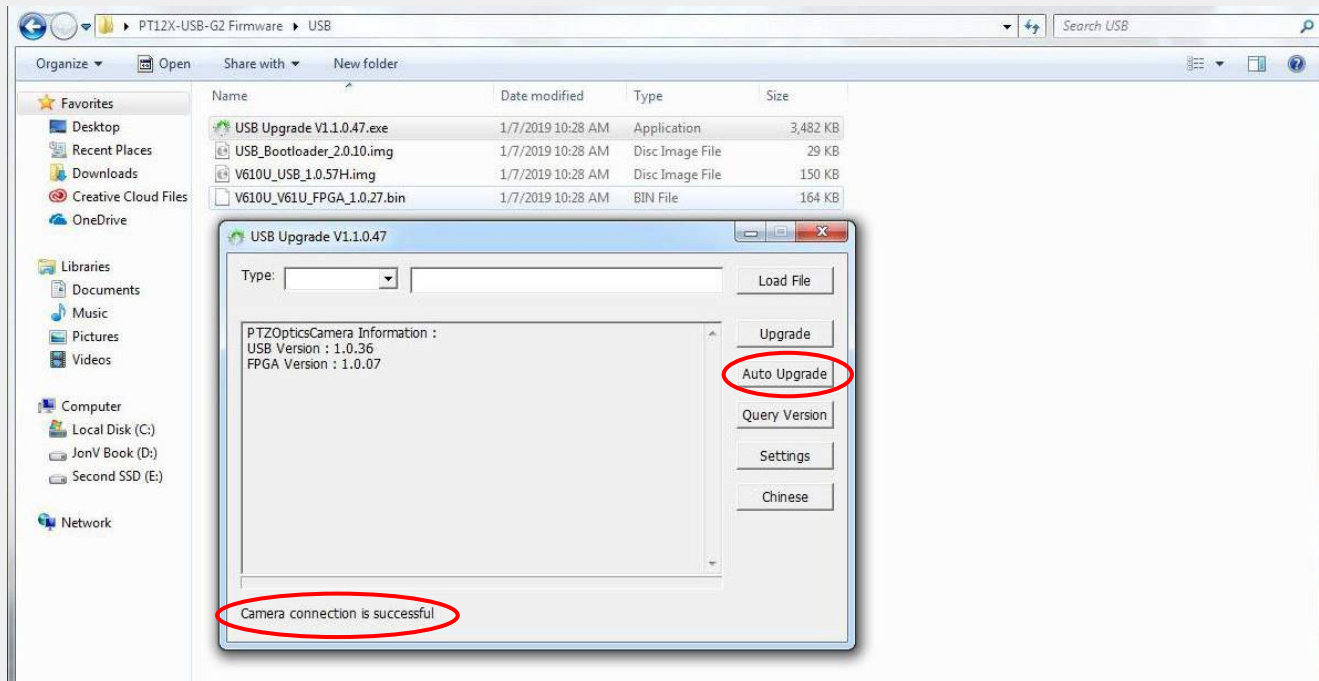 PT12X-USB-G2 Firmware USB Search USB
Organize Open Share with New folder
Name Date modified Type Size
Favorites
Desktop
Recent Places
Downloads
Creative Cloud Files
OneDrive
Libraries
Documents
Music
Pictures
Videos
Computer
Local Disk (C:)
JonV Book (D:)
Second SSD (E:)
Network
USB Upgrade V1.1.0.47.exe 1/7/2019 10:28 AM Application 3,482 KB
USB_Bootloader_2.0.10.img 1/7/2019 10:28 AM Disc Image File 29 KB
V610U_USB_1.0.57H.img 1/7/2019 10:28 AM Disc Image File 150 KB
V610U_V61U_FPGA_1.0.27.bin 1/7/2019 10:28 AM BIN File 164 KB
USB Upgrade V1.1.0.47
Type: Load File
PTZOpticsCamera Information :
USB Version : 1.0.36
FPGA Version : 1.0.07
Upgrade
Auto Upgrade
Query Version
Settings
Chinese
Camera connection is successful